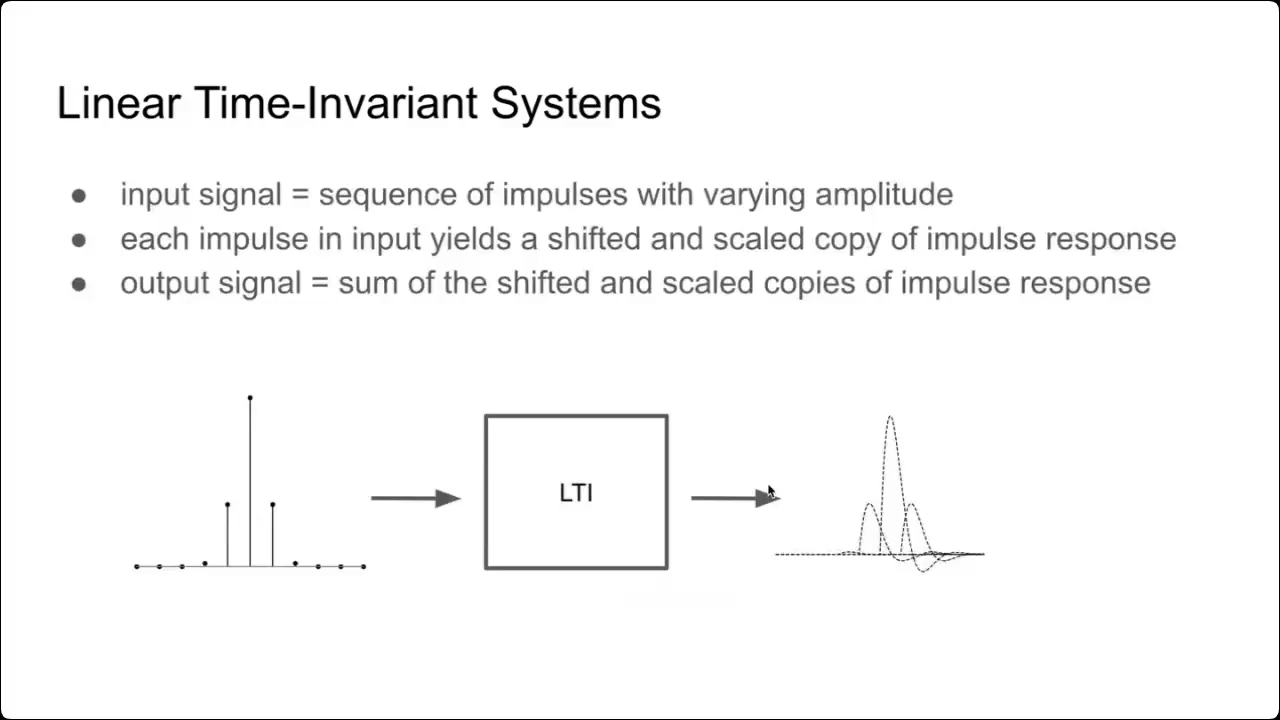 Linear Time-Invariant Systems
● input signal = sequence of impulses with varying amplitude
● each impulse in input yields a shifted and scaled copy of impulse response
● output signal = sum of the shifted and scaled copies of impulse response
LTI